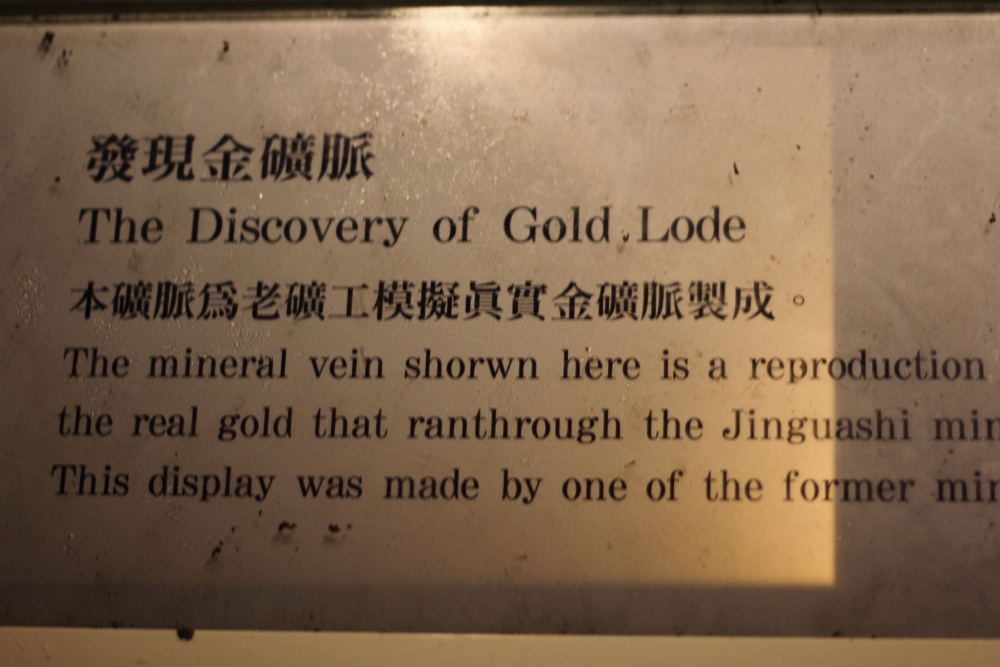 發現金礦脈
The Discovery of Gold Lode
本礦脈爲老礦工模擬眞實金礦脈製成。
The mineral vein shorwn here is a reproduction
the real gold that ranthrough the Jinguashi
This display was made by one of the former